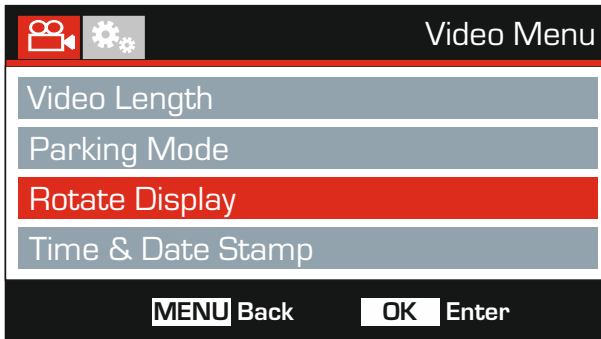 Video Menu
Video Length
Parking Mode
Rotate Display
Time & Date Stamp
MENU Back OK Enter